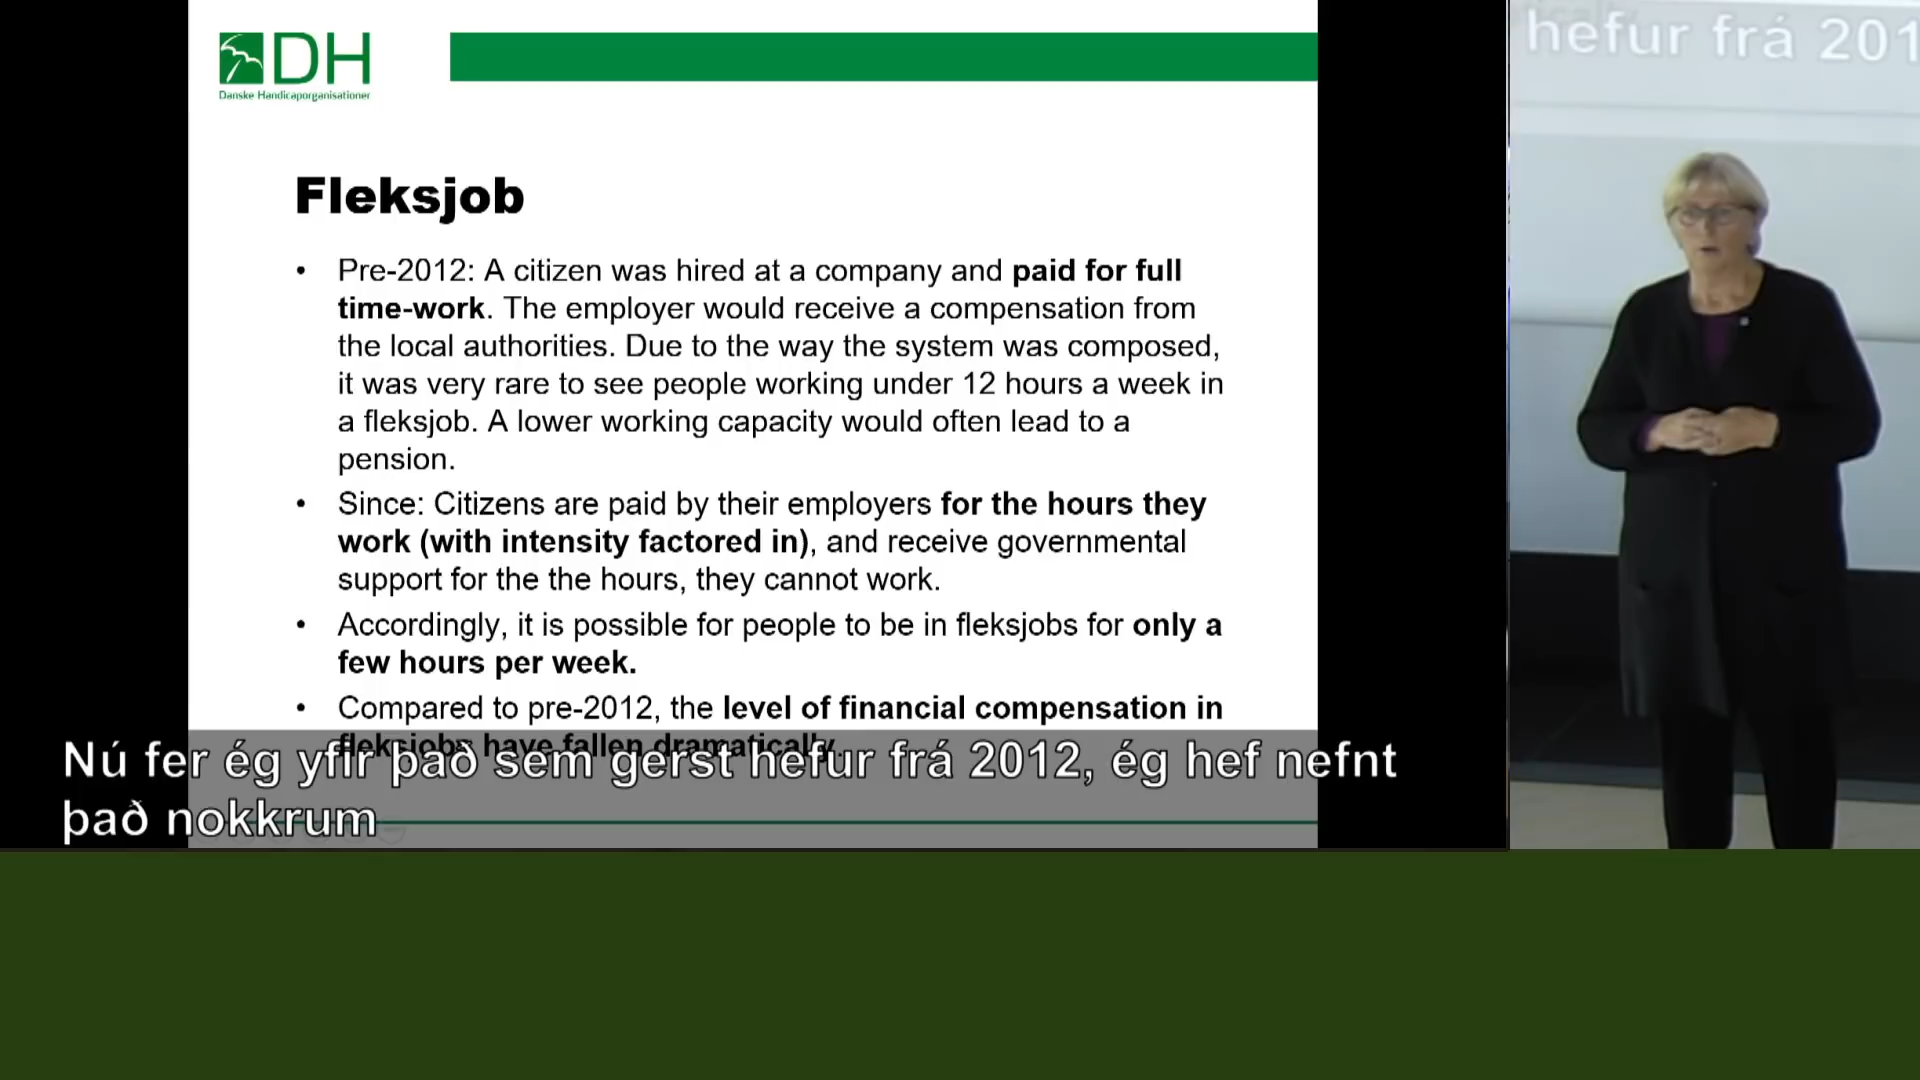 DH
Danske Handicaporganisationer
Fleksjob
• Pre-2012: A citizen was hired at a company and paid for full
time-work. The employer would receive a compensation from
the local authorities. Due to the way the system was composed,
it was very rare to see people working under 12 hours a week in
a fleksjob. A lower working capacity would often lead to a
pension.
• Since: Citizens are paid by their employers for the hours they
work (with intensity factored in), and receive governmental
support for the the hours, they cannot work.
• Accordingly, it is possible for people to be in fleksjobs for only a
few hours per week.
• Compared to pre-2012, the level of financial compensation in
fleksjobs have fallen dramatically.
Nú fer ég yfir það sem gerst hefur frá 2012, ég hef nefnt
það nokkrum
hefur frá 201